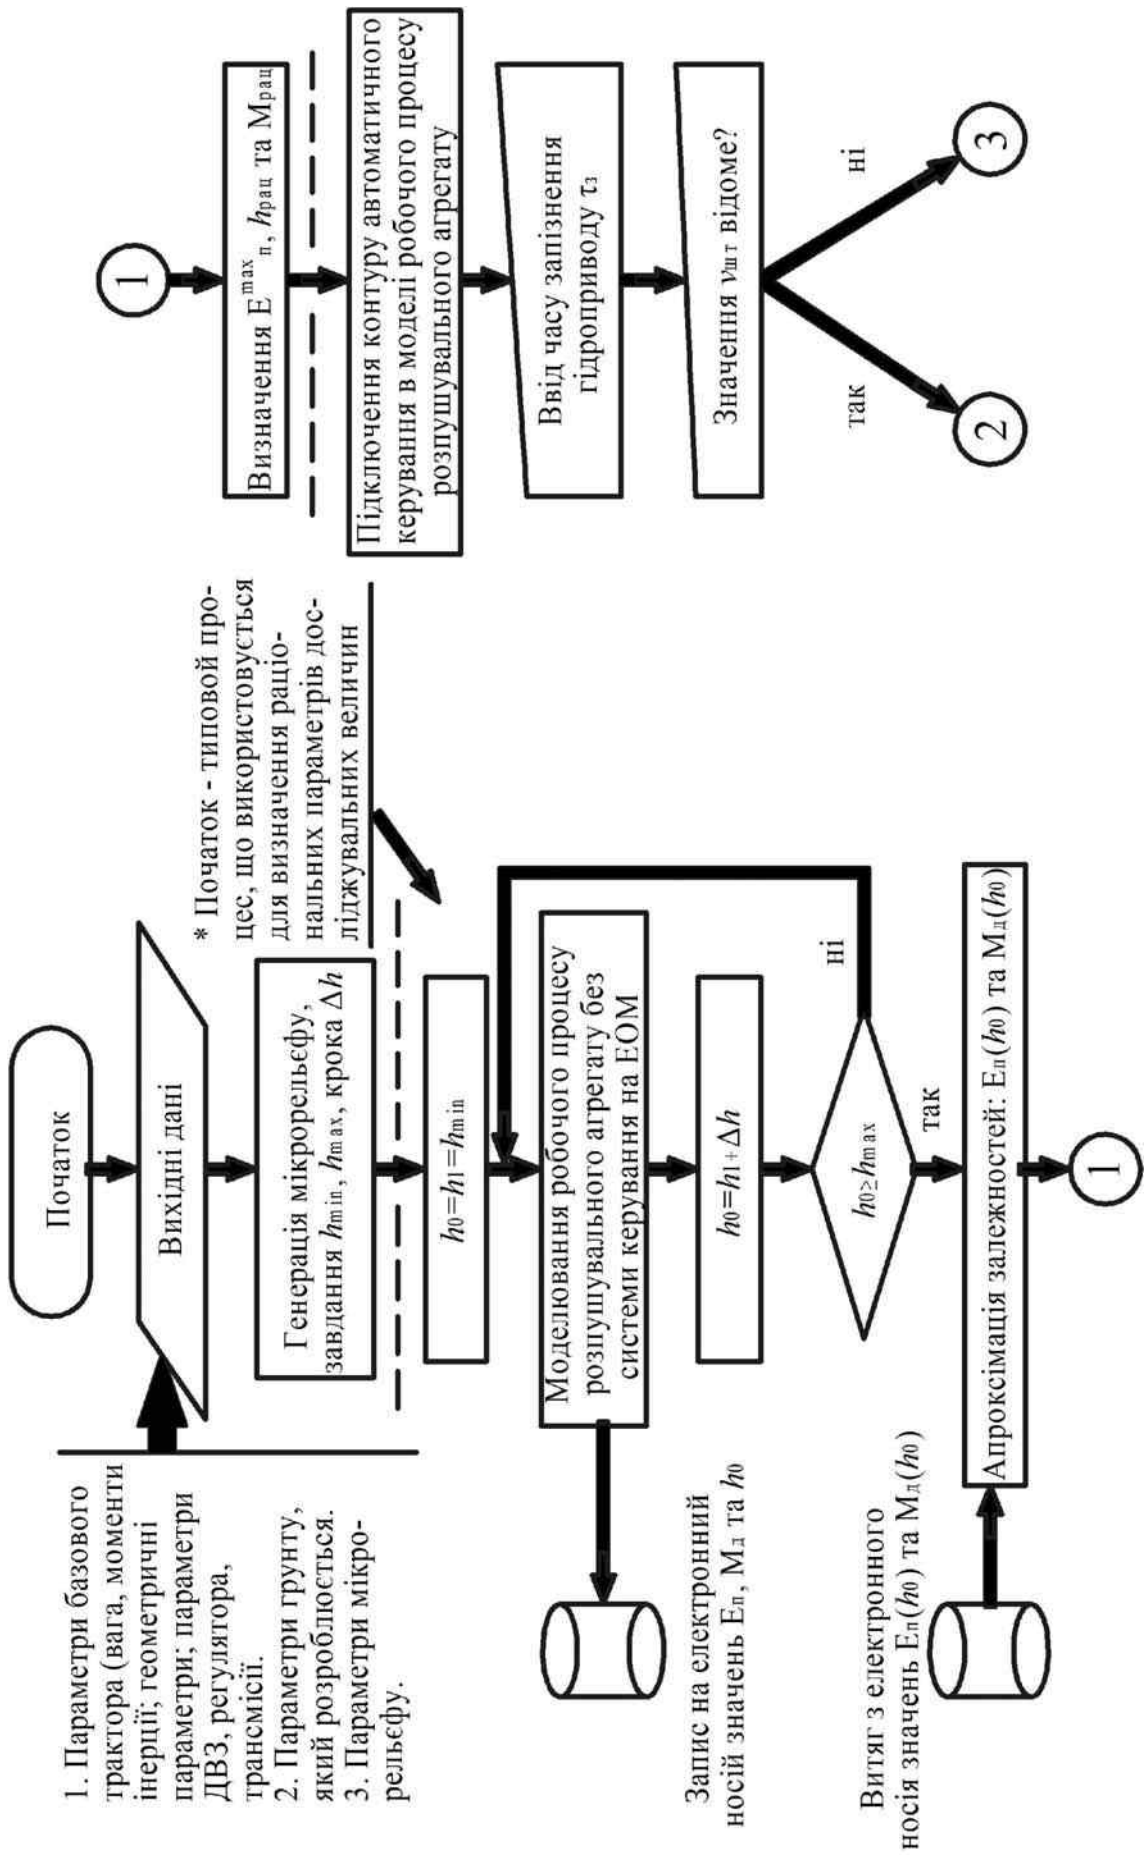 Початок
Вихідні дані
1. Параметри базового
трактора (вага, моменти
інерції; геометричні
параметри; параметри
ДВЗ, регулятора,
трансмісії.
2. Параметри грунту,
який розроблюється.
3. Параметри мікро-
рельєфу.
Генерація мікрорельєфу,
завдання hmin, hmax, крока Δh
* Початок - типовой про-
цес, що використовується
для визначення раціо-
нальних параметрів дос-
ліджувальних величин
h0=h1=hmin
Моделювання робочого процесу
розпушувального агрегату без
системи керування на ЕОМ
Запис на електронний
носій значень Еп, Мд та h0
h0=h1+Δh
h0≥hmax
ні
так
Витяг з електронного
носія значень Еп(h0) та Мд(h0)
Апроксімація залежностей: Еп(h0) та Мд(h0)
1
1
Визначення Е^max п, hрац та Мрац
Підключення контуру автоматичного
керування в моделі робочого процесу
розпушувального агрегату
Ввід часу запізнення
гідроприводу τз
Значення vшт відоме?
так
ні
2
3